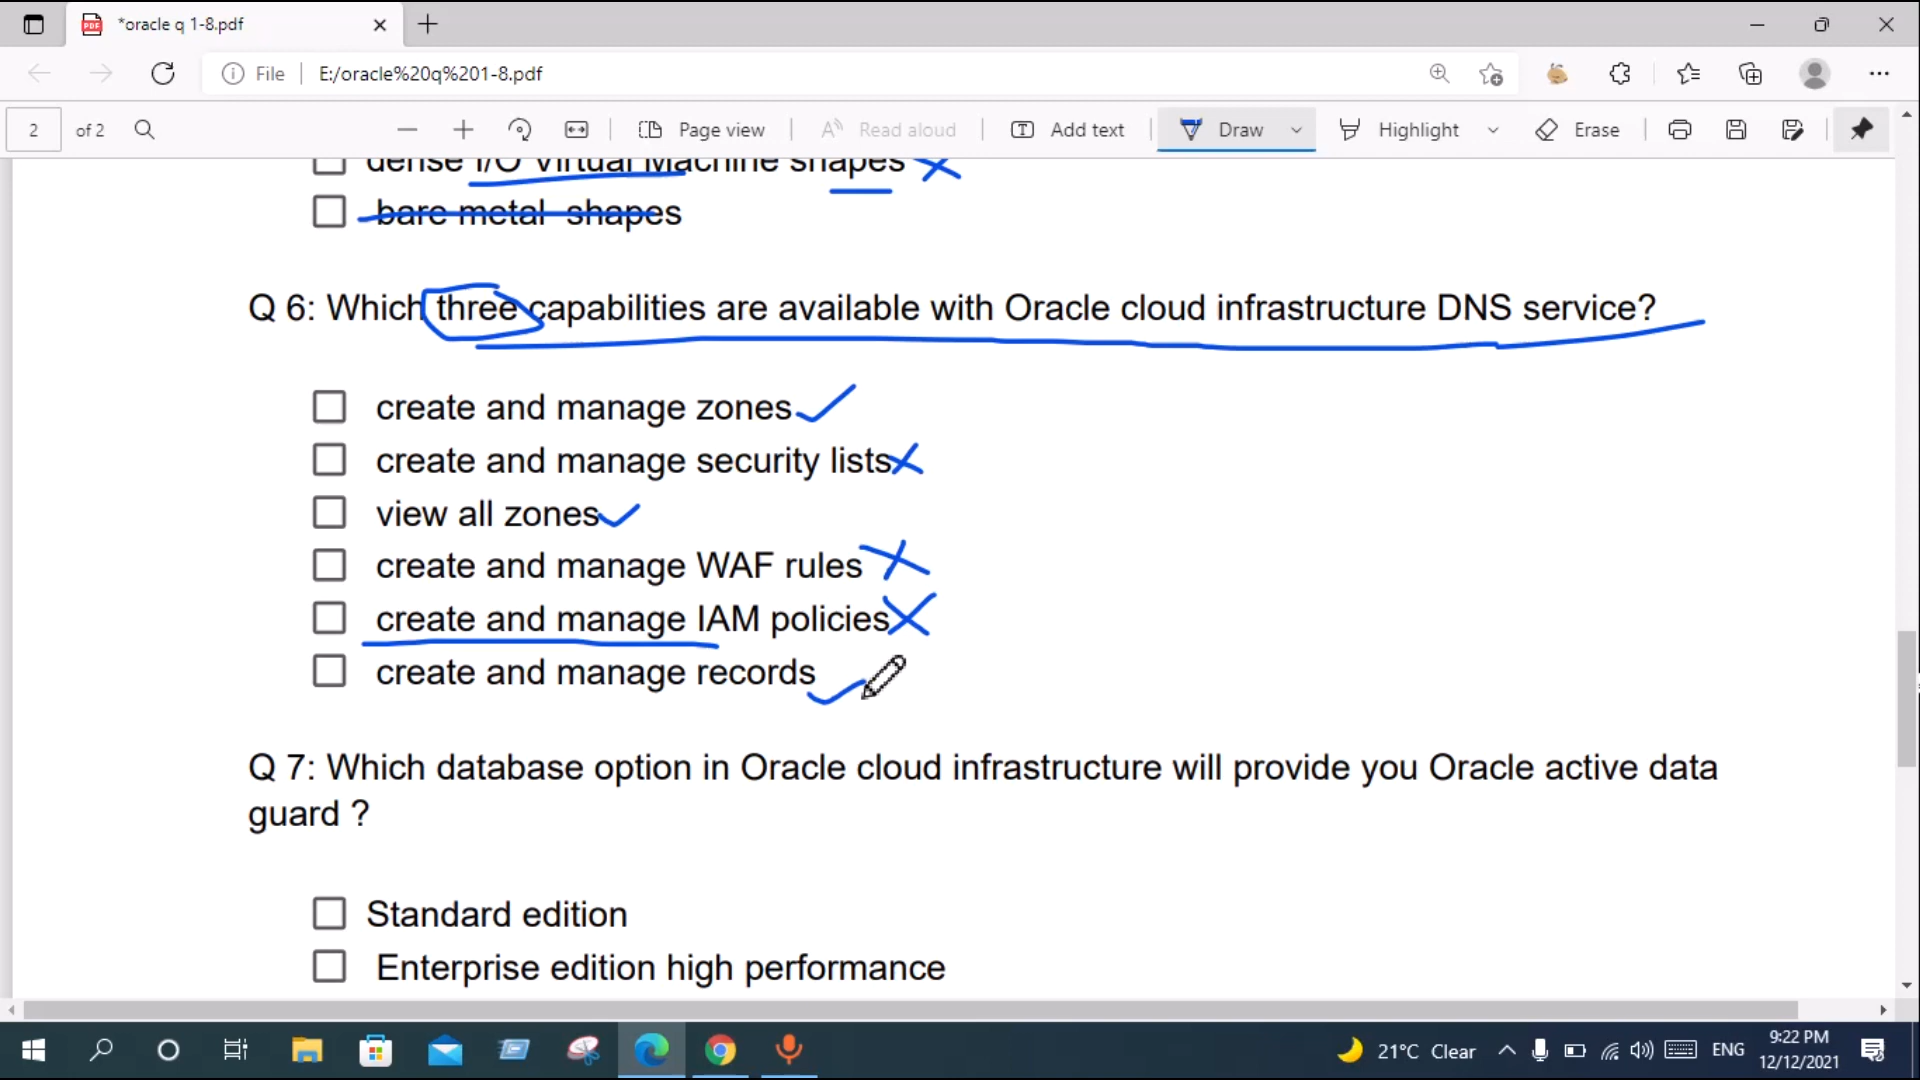 *oracle q 1-8.pdf
File E:/oracle%20q%201-8.pdf
2 of 2 Page view Read aloud Add text Draw Highlight Erase
dense I/O Virtual Machine shapes
bare metal shapes
Q 6: Which three capabilities are available with Oracle cloud infrastructure DNS service?
create and manage zones
create and manage security lists
view all zones
create and manage WAF rules
create and manage IAM policies
create and manage records
Q 7: Which database option in Oracle cloud infrastructure will provide you Oracle active data
guard ?
Standard edition
Enterprise edition high performance
21°C Clear ENG 9:22 PM
12/12/2021